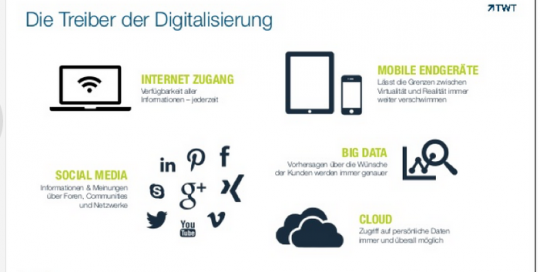 Die Treiber der Digitalisierung
TWT
INTERNET ZUGANG
Verfügbarkeit aller
Informationen – jederzeit
MOBILE ENDGERÄTE
Lässt die Grenzen zwischen
Virtualität und Realität immer
weiter verschwimmen
SOCIAL MEDIA
Informationen & Meinungen
über Foren, Communities
und Netzwerke
in
f
S
g+
You
Tube
BIG DATA
Vorhersagen über die Wünsche
der Kunden werden immer genauer
CLOUD
Zugriff auf persönliche Daten
immer und überall möglich